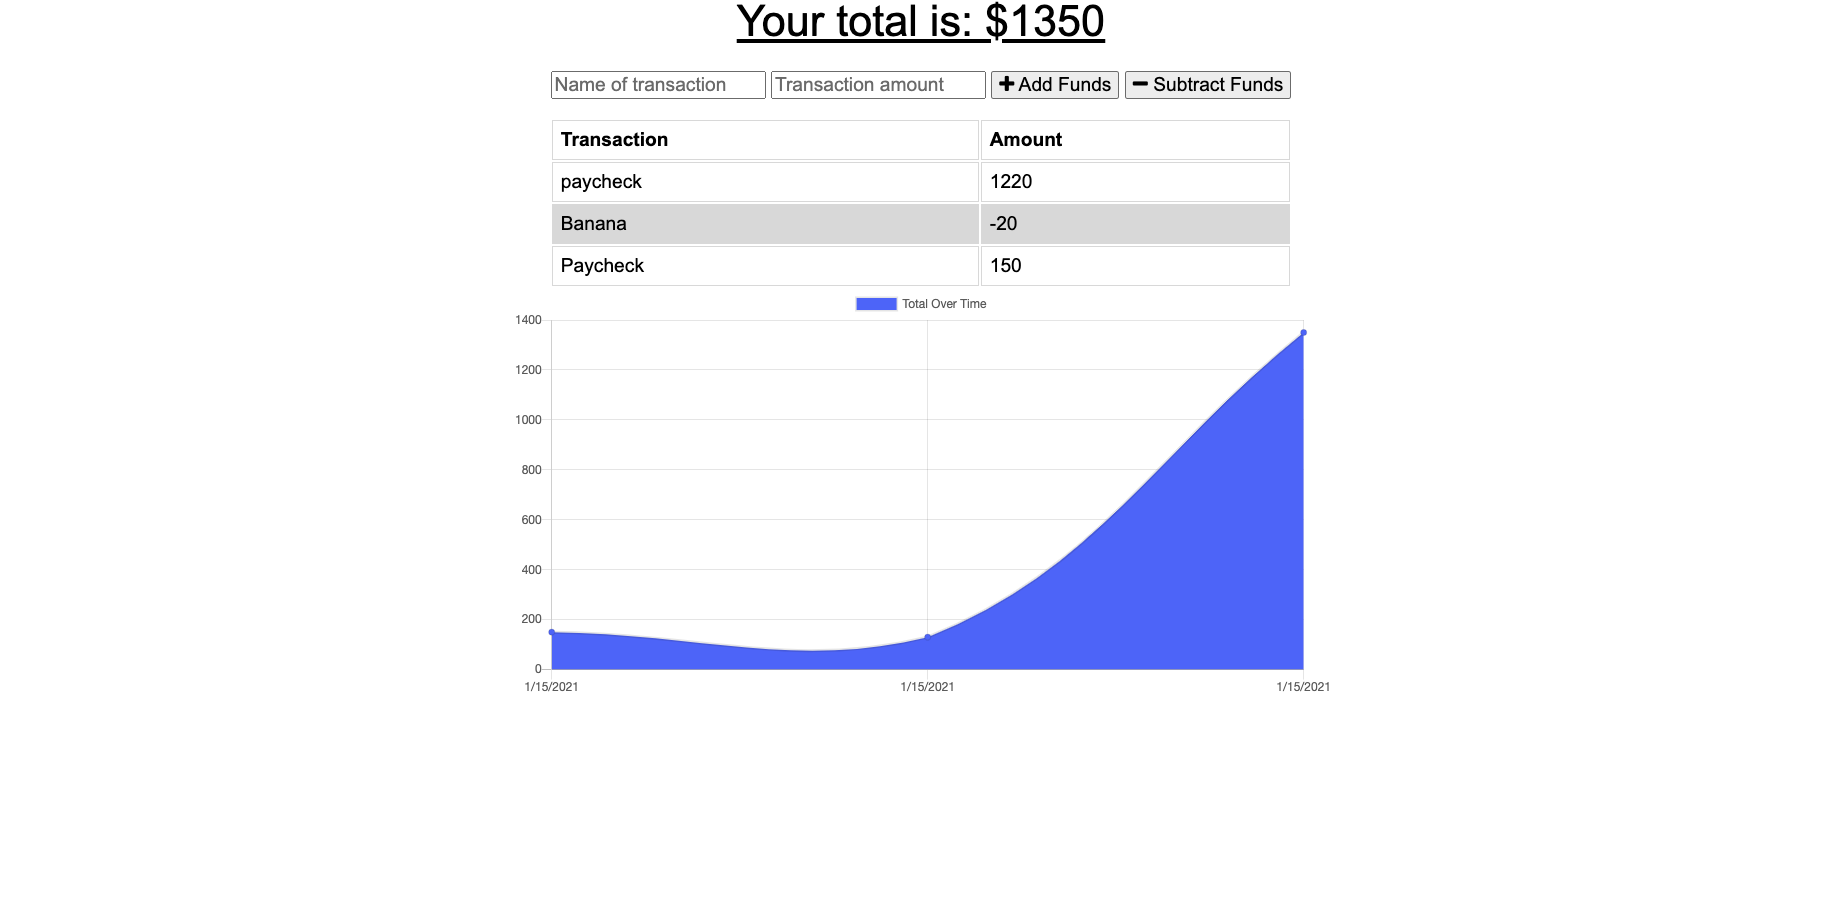 Your total is: $1350
Name of transaction Transaction amount + Add Funds − Subtract Funds
Transaction Amount
paycheck 1220
Banana -20
Paycheck 150
Total Over Time
1400
1200
1000
800
600
400
200
0
1/15/2021 1/15/2021 1/15/2021